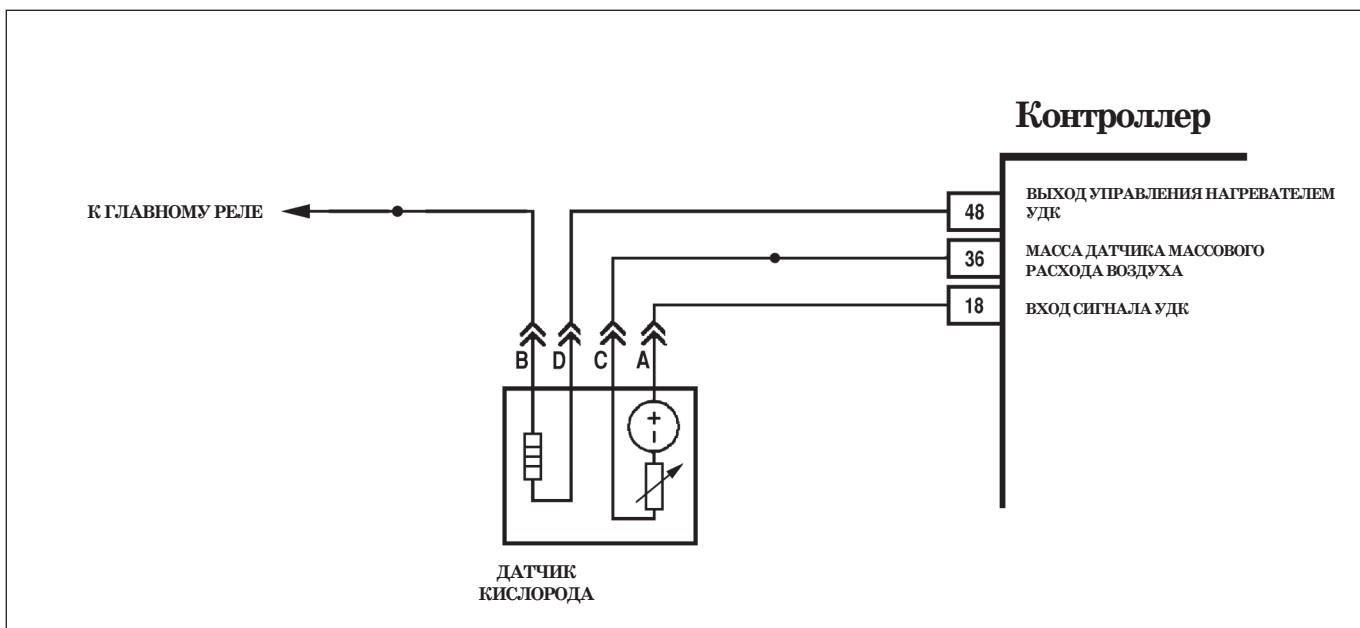 Контроллер
К ГЛАВНОМУ РЕЛЕ
48
ВЫХОД УПРАВЛЕНИЯ НАГРЕВАТЕЛЕМ
УДК
36
МАССА ДАТЧИКА МАССОВОГО
РАСХОДА ВОЗДУХА
18
ВХОД СИГНАЛА УДК
B D C A
ДАТЧИК
КИСЛОРОДА